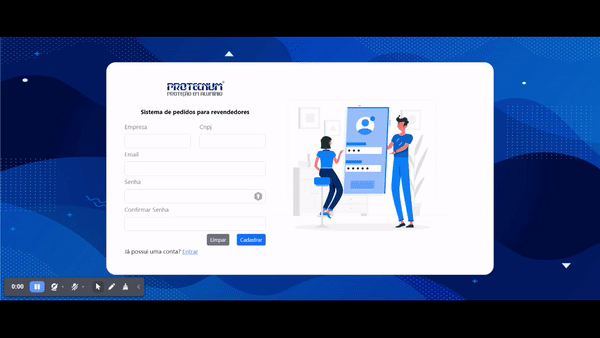 PROTECNUM®
PROTEÇÃO EM ALUMÍNIO
Sistema de pedidos para revendedores
Empresa Cnpj
Email
Senha
Confirmar Senha
Limpar Cadastrar
Já possui uma conta? Entrar
0:00